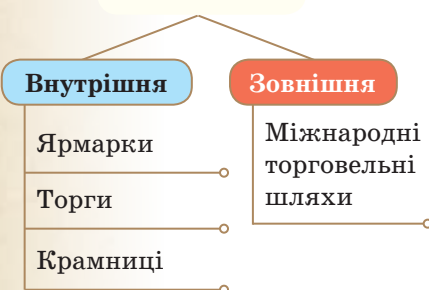 Внутрішня
Ярмарки
Торги
Крамниці
Зовнішня
Міжнародні
торговельні
шляхи